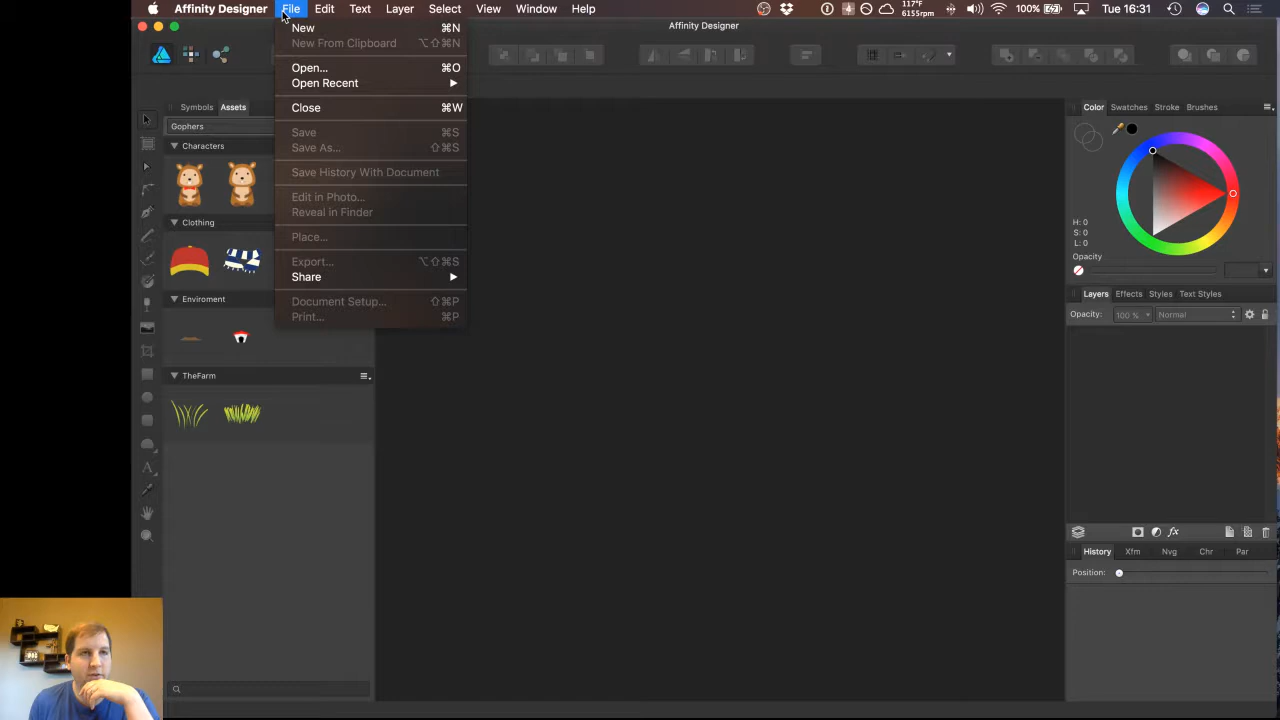 Affinity Designer File Edit Text Layer Select View Window Help 117°F 6155rpm 100% Tue 16:31
Affinity Designer
New ⌘N
New From Clipboard ⌥⇧⌘N
Open... ⌘O
Open Recent
Close ⌘W
Save ⌘S
Save As... ⇧⌘S
Save History With Document
Edit in Photo...
Reveal in Finder
Place...
Export... ⌥⇧⌘S
Share
Document Setup... ⇧⌘P
Print... ⌘P
Symbols Assets
Gophers
Characters
Clothing
Enviroment
TheFarm
Color Swatches Stroke Brushes
H: 0
S: 0
L: 0
Opacity
Layers Effects Styles Text Styles
Opacity: 100 % Normal
History Xfm Nvg Chr Par
Position: